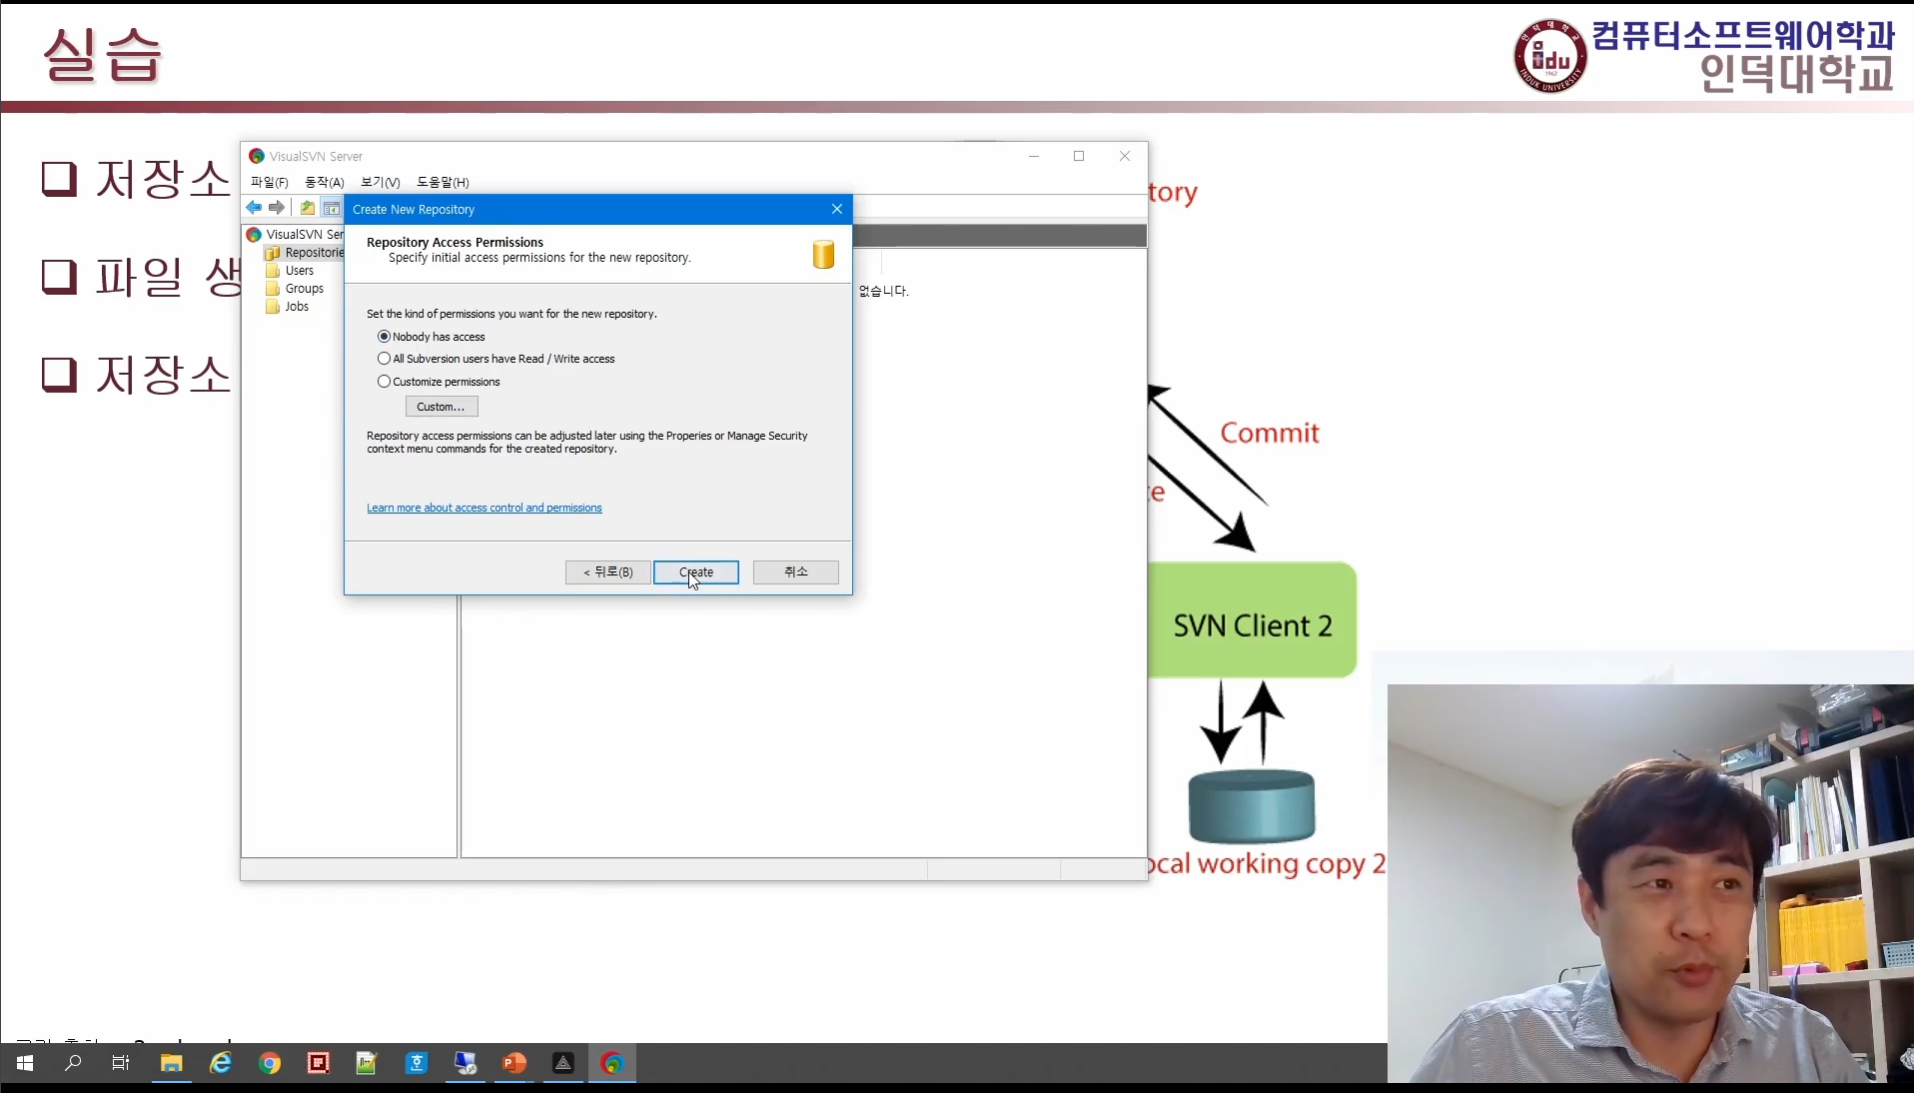 실습
컴퓨터소프트웨어학과
인덕대학교
idu
INDUK UNIVERSITY
1962
저장소
파일 생
저장소
VisualSVN Server
파일(F) 동작(A) 보기(V) 도움말(H)
VisualSVN Ser
Repositorie
Users
Groups
Jobs
Create New Repository
Repository Access Permissions
Specify initial access permissions for the new repository.
Set the kind of permissions you want for the new repository.
Nobody has access
All Subversion users have Read / Write access
Customize permissions
Custom...
Repository access permissions can be adjusted later using the Properies or Manage Security
context menu commands for the created repository.
Learn more about access control and permissions
< 뒤로(B)
Create
취소
없습니다.
tory
Commit
te
SVN Client 2
ocal working copy 2